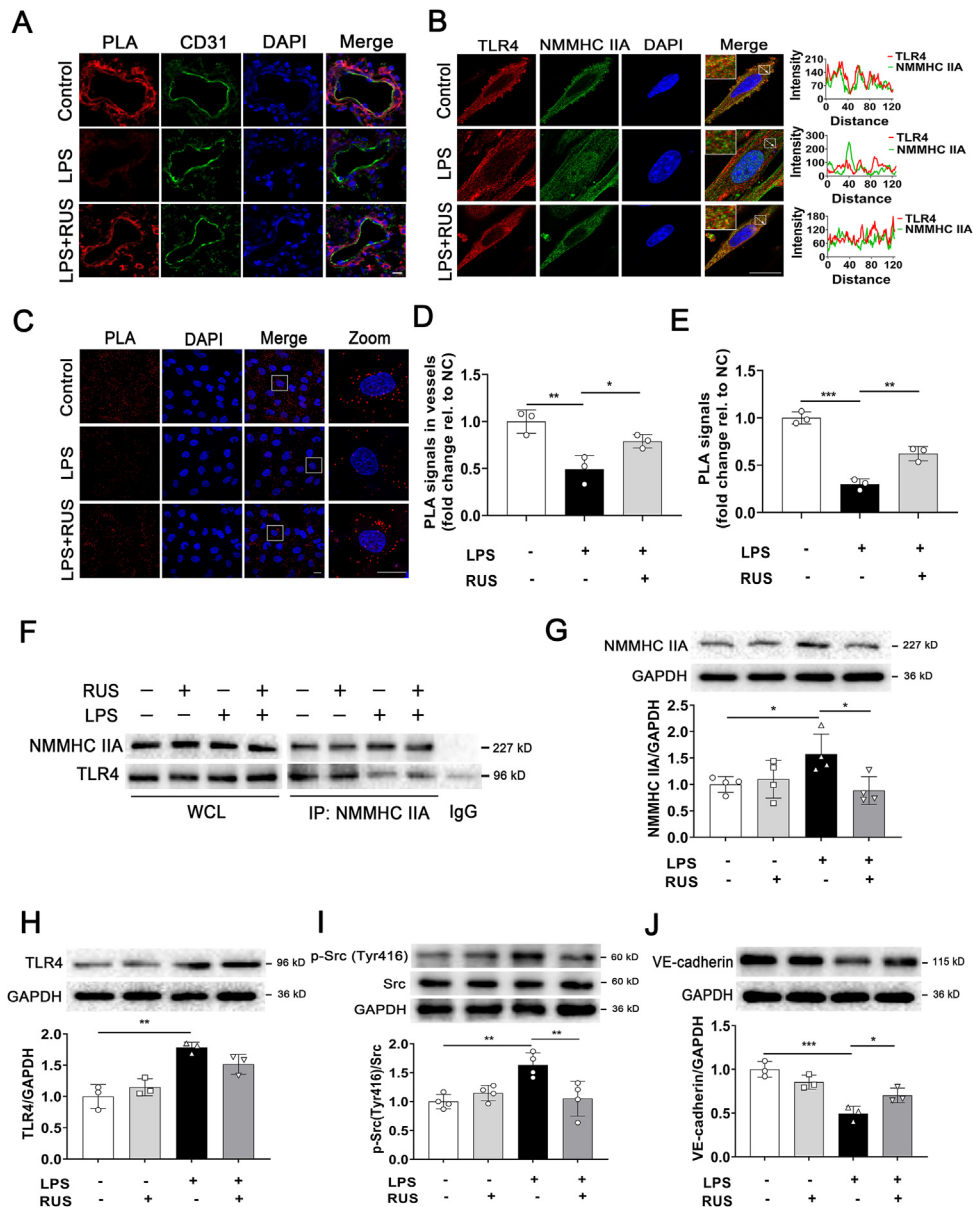 A
PLA CD31 DAPI Merge
Control
LPS
LPS+RUS
B
TLR4 NMMHC IIA DAPI Merge
Control
LPS
LPS+RUS
Intensity
210
140
70
0
0 40 80 120
Distance
TLR4
NMMHC IIA
Intensity
300
200
100
0
0 40 80 120
Distance
TLR4
NMMHC IIA
Intensity
180
120
60
0
0 40 80 120
Distance
TLR4
NMMHC IIA
C
PLA DAPI Merge Zoom
Control
LPS
LPS+RUS
D
PLA signals in vessels
(fold change rel. to NC)
1.5
1.0
0.5
0.0
** *
LPS - + +
RUS - - +
E
PLA signals
(fold change rel. to NC)
1.5
1.0
0.5
0.0
*** **
LPS - + +
RUS - - +
F
RUS – + – + – + – +
LPS – – + + – – + +
NMMHC IIA - 227 kD
TLR4 - 96 kD
WCL IP: NMMHC IIA IgG
G
NMMHC IIA - 227 kD
GAPDH - 36 kD
NMMHC IIA/GAPDH
2.5
2.0
1.5
1.0
0.5
0.0
* *
LPS - - + +
RUS - + - +
H
TLR4 - 96 kD
GAPDH - 36 kD
TLR4/GAPDH
2.0
1.5
1.0
0.5
0.0
**
LPS - - + +
RUS - + - +
I
p-Src (Tyr416) - 60 kD
Src - 60 kD
GAPDH - 36 kD
p-Src(Tyr416)/Src
2.0
1.5
1.0
0.5
0.0
** **
LPS - - + +
RUS - + - +
J
VE-cadherin - 115 kD
GAPDH - 36 kD
VE-cadherin/GAPDH
1.5
1.0
0.5
0.0
*** *
LPS - - + +
RUS - + - +